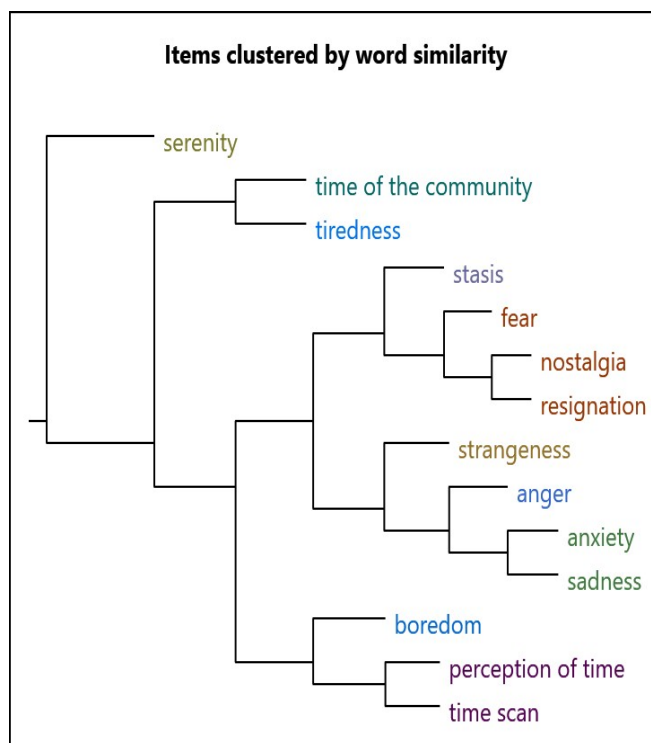 Items clustered by word similarity
serenity
time of the community
tiredness
stasis
fear
nostalgia
resignation
strangeness
anger
anxiety
sadness
boredom
perception of time
time scan